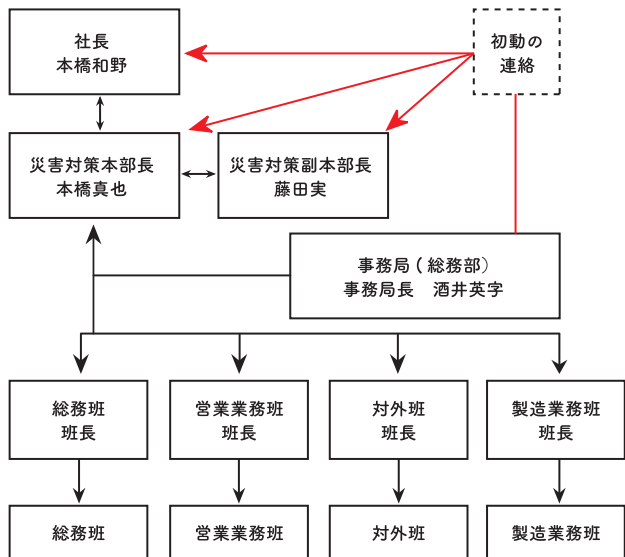 社長
本橋和野
初動の
連絡
災害対策本部長
本橋真也
災害対策副本部長
藤田実
事務局(総務部)
事務局長　酒井英字
総務班
班長
営業業務班
班長
対外班
班長
製造業務班
班長
総務班
営業業務班
対外班
製造業務班